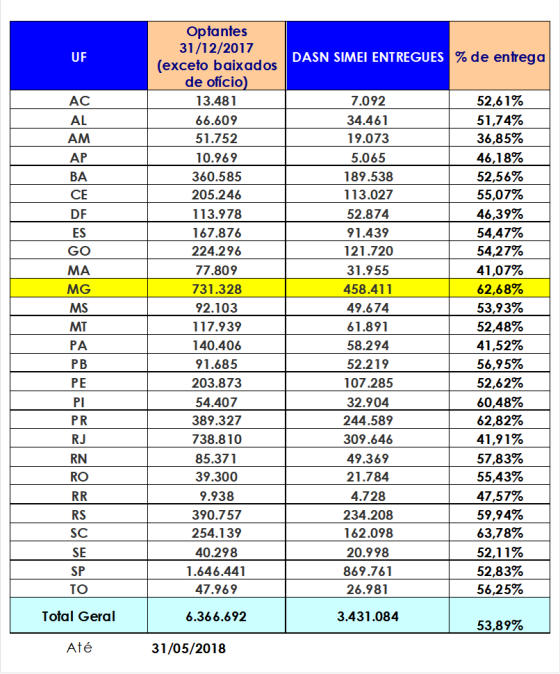 UF Optantes 31/12/2017 (exceto baixados de ofício) DASN SIMEI ENTREGUES % de entrega
AC 13.481 7.092 52,61%
AL 66.609 34.461 51,74%
AM 51.752 19.073 36,85%
AP 10.969 5.065 46,18%
BA 360.585 189.538 52,56%
CE 205.246 113.027 55,07%
DF 113.978 52.874 46,39%
ES 167.876 91.439 54,47%
GO 224.296 121.720 54,27%
MA 77.809 31.955 41,07%
MG 731.328 458.411 62,68%
MS 92.103 49.674 53,93%
MT 117.939 61.891 52,48%
PA 140.406 58.294 41,52%
PB 91.685 52.219 56,95%
PE 203.873 107.285 52,62%
PI 54.407 32.904 60,48%
PR 389.327 244.589 62,82%
RJ 738.810 309.646 41,91%
RN 85.371 49.369 57,83%
RO 39.300 21.784 55,43%
RR 9.938 4.728 47,57%
RS 390.757 234.208 59,94%
SC 254.139 162.098 63,78%
SE 40.298 20.998 52,11%
SP 1.646.441 869.761 52,83%
TO 47.969 26.981 56,25%
Total Geral 6.366.692 3.431.084 53,89%
Até 31/05/2018